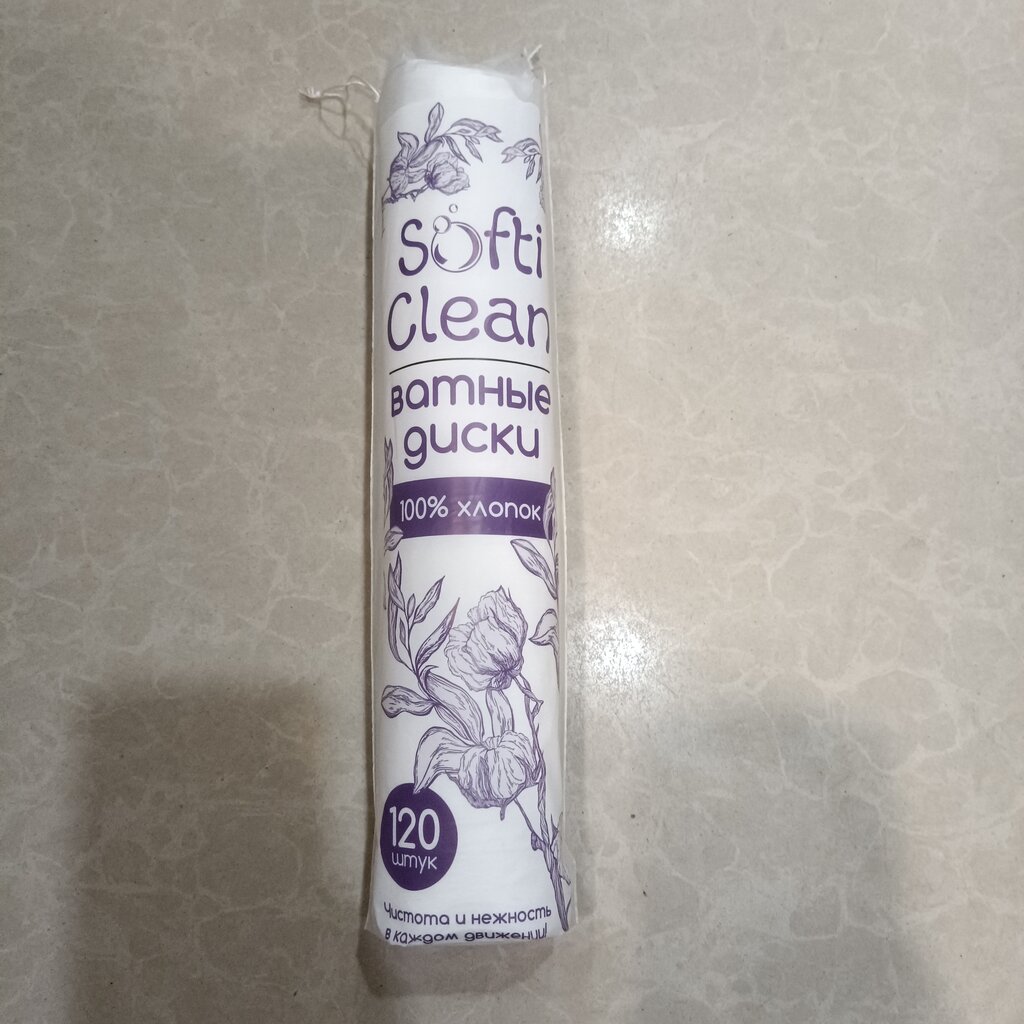 Softi
Clean
ватные
диски
100% хлопок
120
штук
Чистота и нежность
в каждом движении!